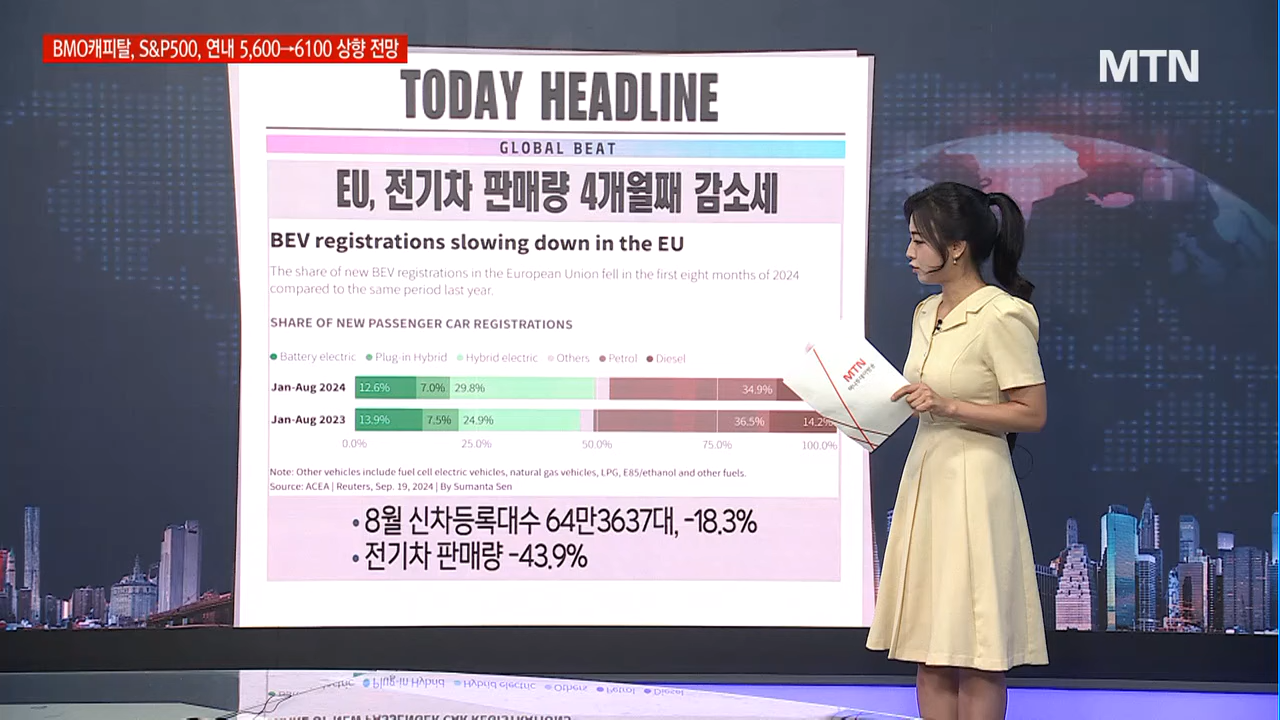 BMO캐피탈, S&P500, 연내 5,600→6100 상향 전망
MTN
TODAY HEADLINE
GLOBAL BEAT
EU, 전기차 판매량 4개월째 감소세
BEV registrations slowing down in the EU
The share of new BEV registrations in the European Union fell in the first eight months of 2024
compared to the same period last year.
SHARE OF NEW PASSENGER CAR REGISTRATIONS
Battery electric Plug-in Hybrid Hybrid electric Others Petrol Diesel
Jan-Aug 2024 12.6% 7.0% 29.8% 34.9%
Jan-Aug 2023 13.9% 7.5% 24.9% 36.5% 14.2%
0.0% 25.0% 50.0% 75.0% 100.0%
Note: Other vehicles include fuel cell electric vehicles, natural gas vehicles, LPG, E85/ethanol and other fuels.
Source: ACEA | Reuters, Sep. 19, 2024 | By Sumanta Sen
• 8월 신차등록대수 64만3637대, -18.3%
• 전기차 판매량 -43.9%
MTN
머니투데이방송